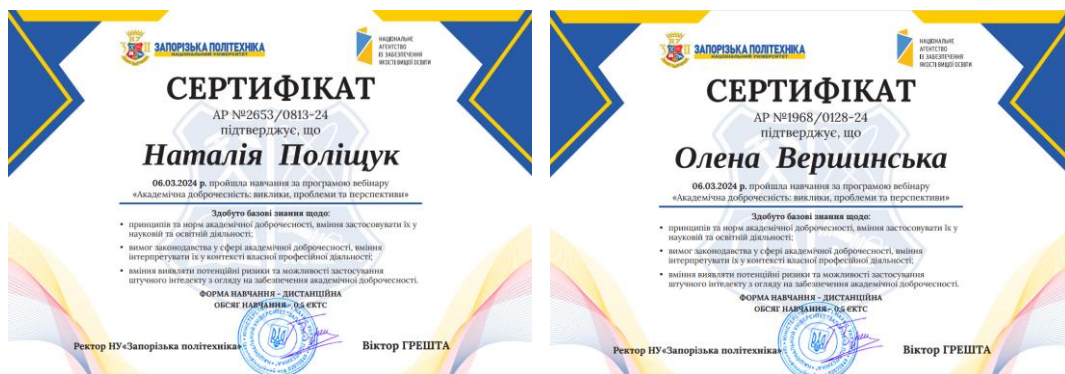 ЗАПОРІЗЬКА ПОЛІТЕХНІКА
НАЦІОНАЛЬНИЙ УНІВЕРСИТЕТ
НАЦІОНАЛЬНЕ
АГЕНТСТВО
ІЗ ЗАБЕЗПЕЧЕННЯ
ЯКОСТІ ВИЩОЇ ОСВІТИ
СЕРТИФІКАТ
АР №2653/0813-24
підтверджує, що
Наталія Поліщук
06.03.2024 р. пройшла навчання за програмою вебінару
«Академічна доброчесність: виклики, проблеми та перспективи»
Здобуто базові знання щодо:
• принципів та норм академічної доброчесності, вміння застосовувати їх у
науковій та освітній діяльності;
• вимог законодавства у сфері академічної доброчесності, вміння
інтерпретувати їх у контексті власної професійної діяльності;
• вміння виявляти потенційні ризики та можливості застосування
штучного інтелекту з огляду на забезпечення академічної доброчесності.
ФОРМА НАВЧАННЯ – ДИСТАНЦІЙНА
ОБСЯГ НАВЧАННЯ – 0,5 ЄКТС
Ректор НУ«Запорізька політехніка»
Віктор ГРЕШТА
ЗАПОРІЗЬКА ПОЛІТЕХНІКА
НАЦІОНАЛЬНИЙ УНІВЕРСИТЕТ
НАЦІОНАЛЬНЕ
АГЕНТСТВО
ІЗ ЗАБЕЗПЕЧЕННЯ
ЯКОСТІ ВИЩОЇ ОСВІТИ
СЕРТИФІКАТ
АР №1968/0128-24
підтверджує, що
Олена Вершинська
06.03.2024 р. пройшла навчання за програмою вебінару
«Академічна доброчесність: виклики, проблеми та перспективи»
Здобуто базові знання щодо:
• принципів та норм академічної доброчесності, вміння застосовувати їх у
науковій та освітній діяльності;
• вимог законодавства у сфері академічної доброчесності, вміння
інтерпретувати їх у контексті власної професійної діяльності;
• вміння виявляти потенційні ризики та можливості застосування
штучного інтелекту з огляду на забезпечення академічної доброчесності.
ФОРМА НАВЧАННЯ – ДИСТАНЦІЙНА
ОБСЯГ НАВЧАННЯ – 0,5 ЄКТС
Ректор НУ«Запорізька політехніка»
Віктор ГРЕШТА